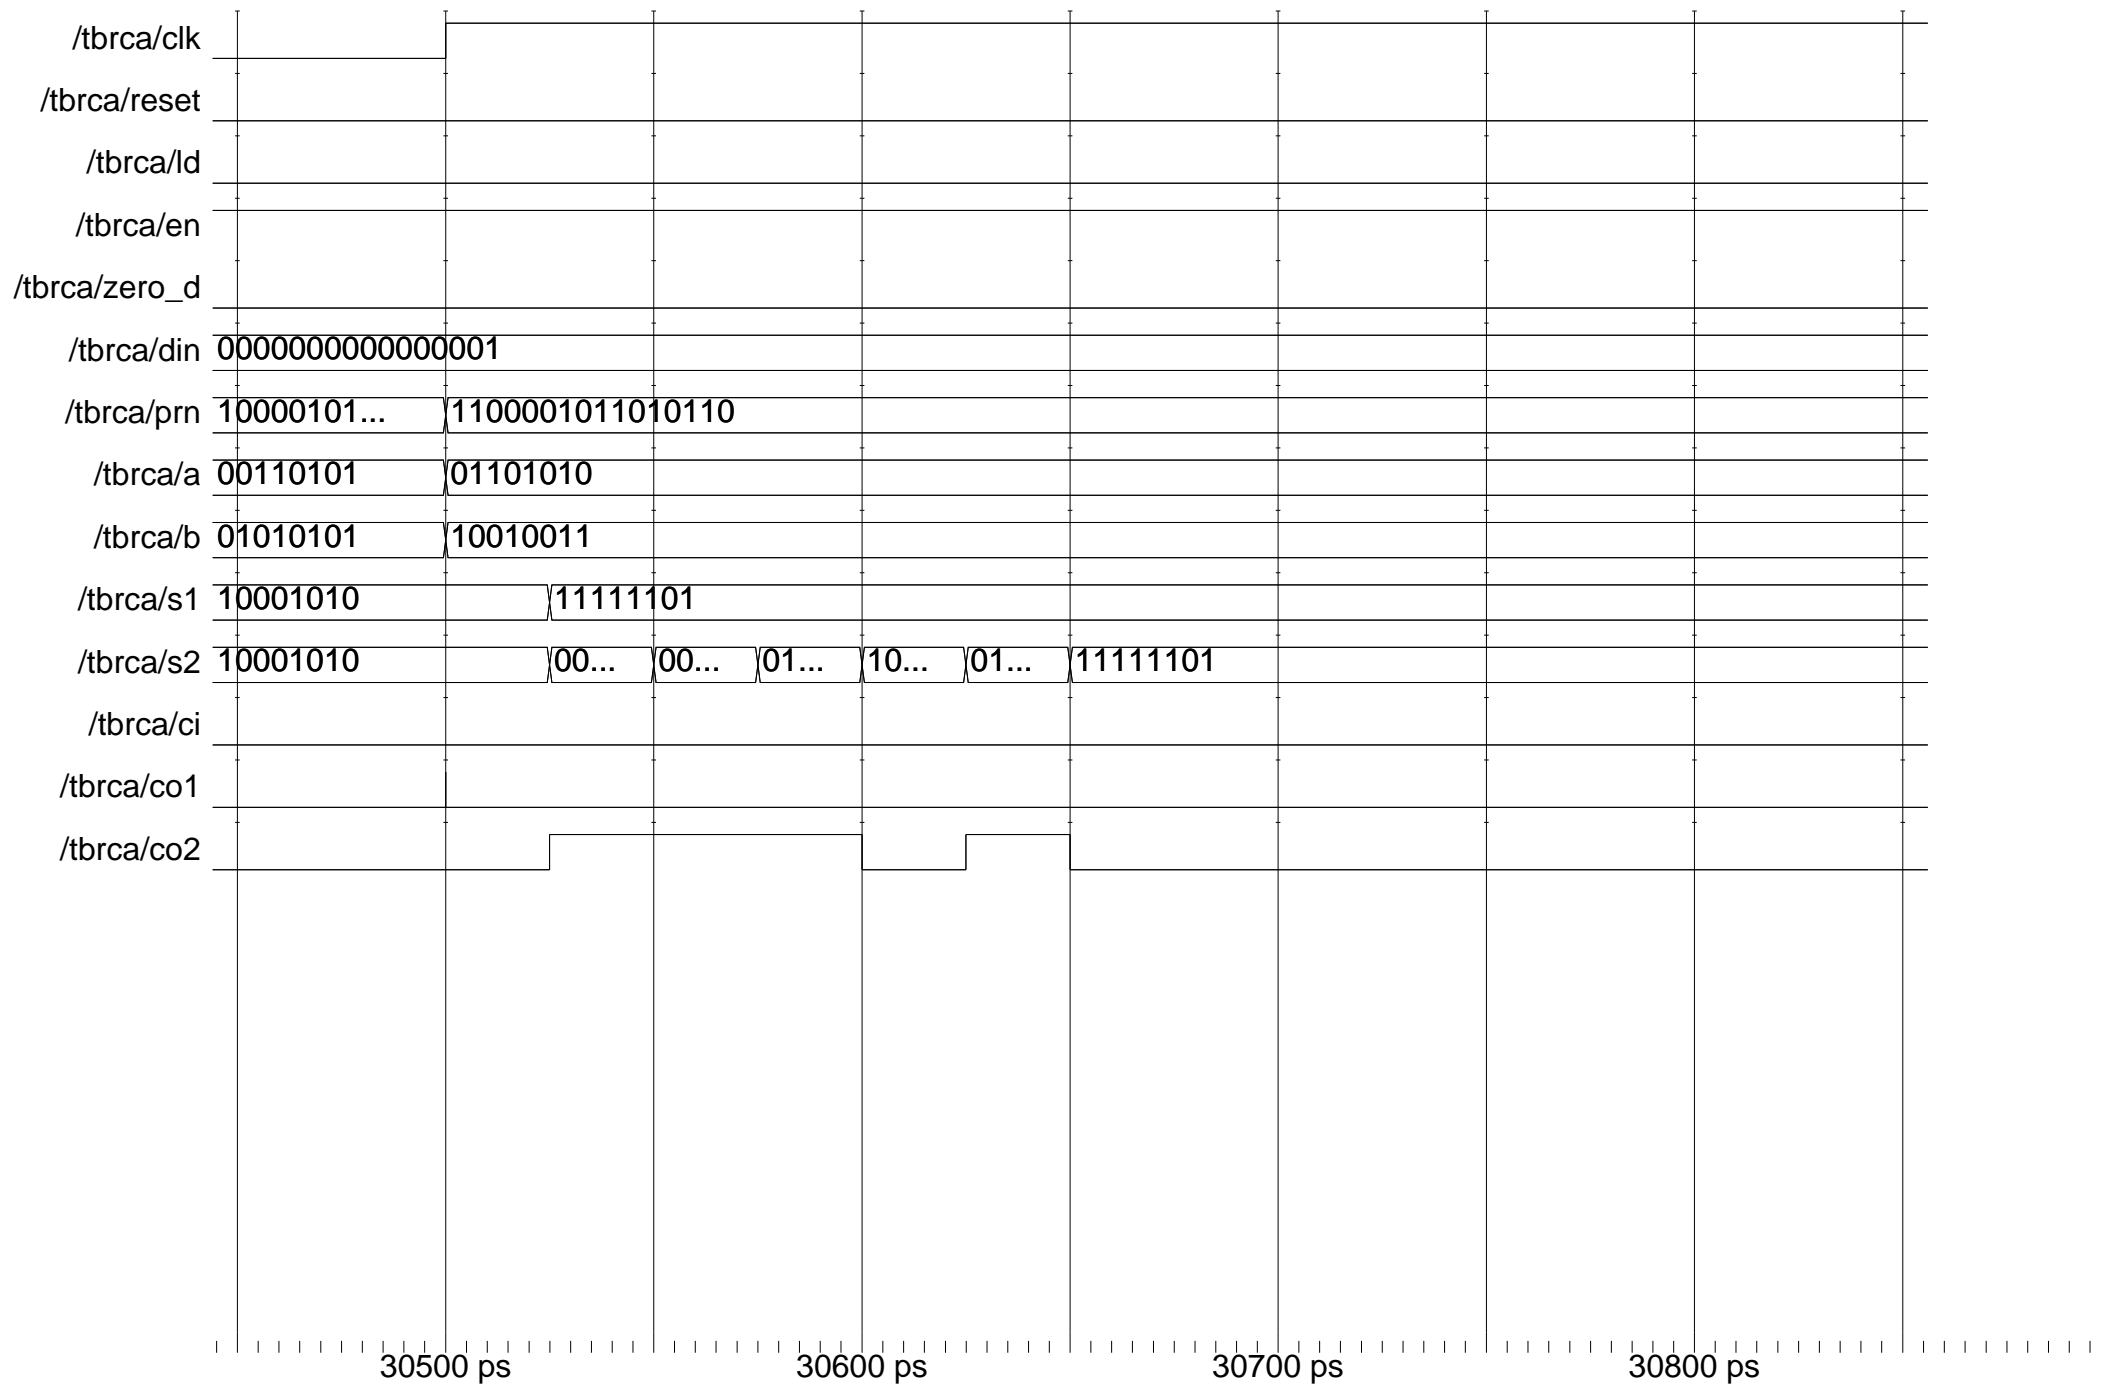 /tbrca/clk
/tbrca/reset
/tbrca/ld
/tbrca/en
/tbrca/zero_d
/tbrca/din 0000000000000001
/tbrca/prn 10000101... 1100001011010110
/tbrca/a 00110101 01101010
/tbrca/b 01010101 10010011
/tbrca/s1 10001010 11111101
/tbrca/s2 10001010 00... 00... 01... 10... 01... 11111101
/tbrca/ci
/tbrca/co1
/tbrca/co2
30500 ps 30600 ps 30700 ps 30800 ps